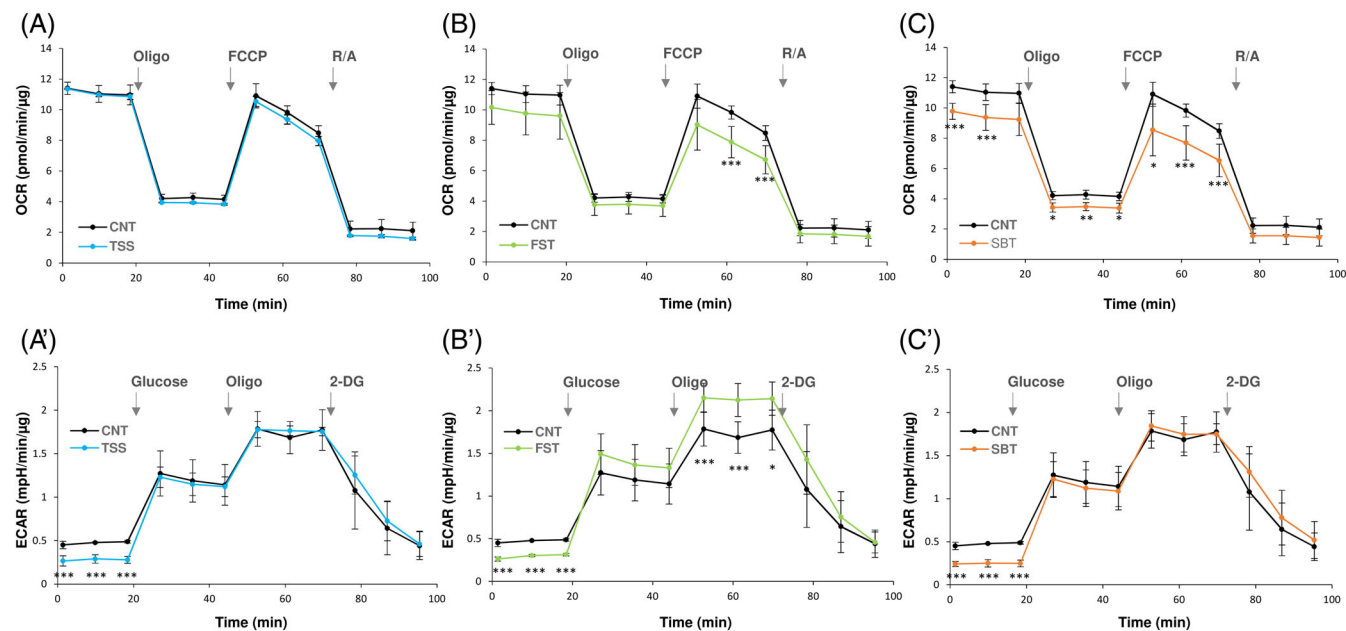 (A)
Oligo FCCP R/A
14
12
10
8
6
4
2
0
OCR (pmol/min/µg)
CNT
TSS
0 20 40 60 80 100
Time (min)
(B)
Oligo FCCP R/A
14
12
10
8
6
4
2
0
OCR (pmol/min/µg)
*** ***
CNT
FST
0 20 40 60 80 100
Time (min)
(C)
Oligo FCCP R/A
14
12
10
8
6
4
2
0
OCR (pmol/min/µg)
*** ***
* *** ***
* ** *
CNT
SBT
0 20 40 60 80 100
Time (min)
(A’)
Glucose Oligo 2-DG
2.5
2
1.5
1
0.5
0
ECAR (mpH/min/µg)
CNT
TSS
*** *** ***
0 20 40 60 80 100
Time (min)
(B’)
Glucose Oligo 2-DG
2.5
2
1.5
1
0.5
0
ECAR (mpH/min/µg)
CNT
FST
*** *** *
*** *** ***
0 20 40 60 80 100
Time (min)
(C’)
Glucose Oligo 2-DG
2.5
2
1.5
1
0.5
0
ECAR (mpH/min/µg)
CNT
SBT
*** *** ***
0 20 40 60 80 100
Time (min)